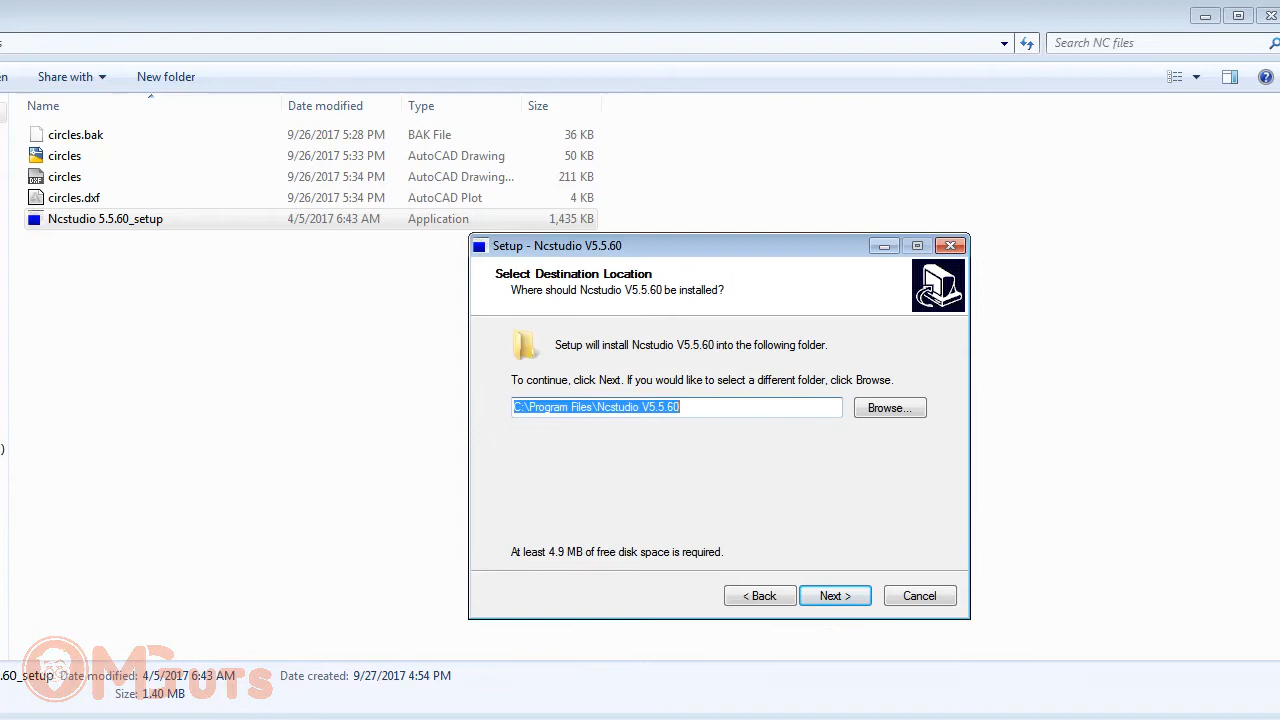 s
Search NC files
en
Share with
New folder
Name Date modified Type Size
circles.bak 9/26/2017 5:28 PM BAK File 36 KB
circles 9/26/2017 5:33 PM AutoCAD Drawing 50 KB
circles 9/26/2017 5:34 PM AutoCAD Drawing... 211 KB
circles.dxf 9/26/2017 5:34 PM AutoCAD Plot 4 KB
Ncstudio 5.5.60_setup 4/5/2017 6:43 AM Application 1,435 KB
Setup - Ncstudio V5.5.60
Select Destination Location
Where should Ncstudio V5.5.60 be installed?
Setup will install Ncstudio V5.5.60 into the following folder.
To continue, click Next. If you would like to select a different folder, click Browse.
C:\Program Files\Ncstudio V5.5.60
Browse...
)
At least 4.9 MB of free disk space is required.
< Back
Next >
Cancel
.60_setup Date modified: 4/5/2017 6:43 AM Date created: 9/27/2017 4:54 PM
Size: 1.40 MB
OMGTUTS